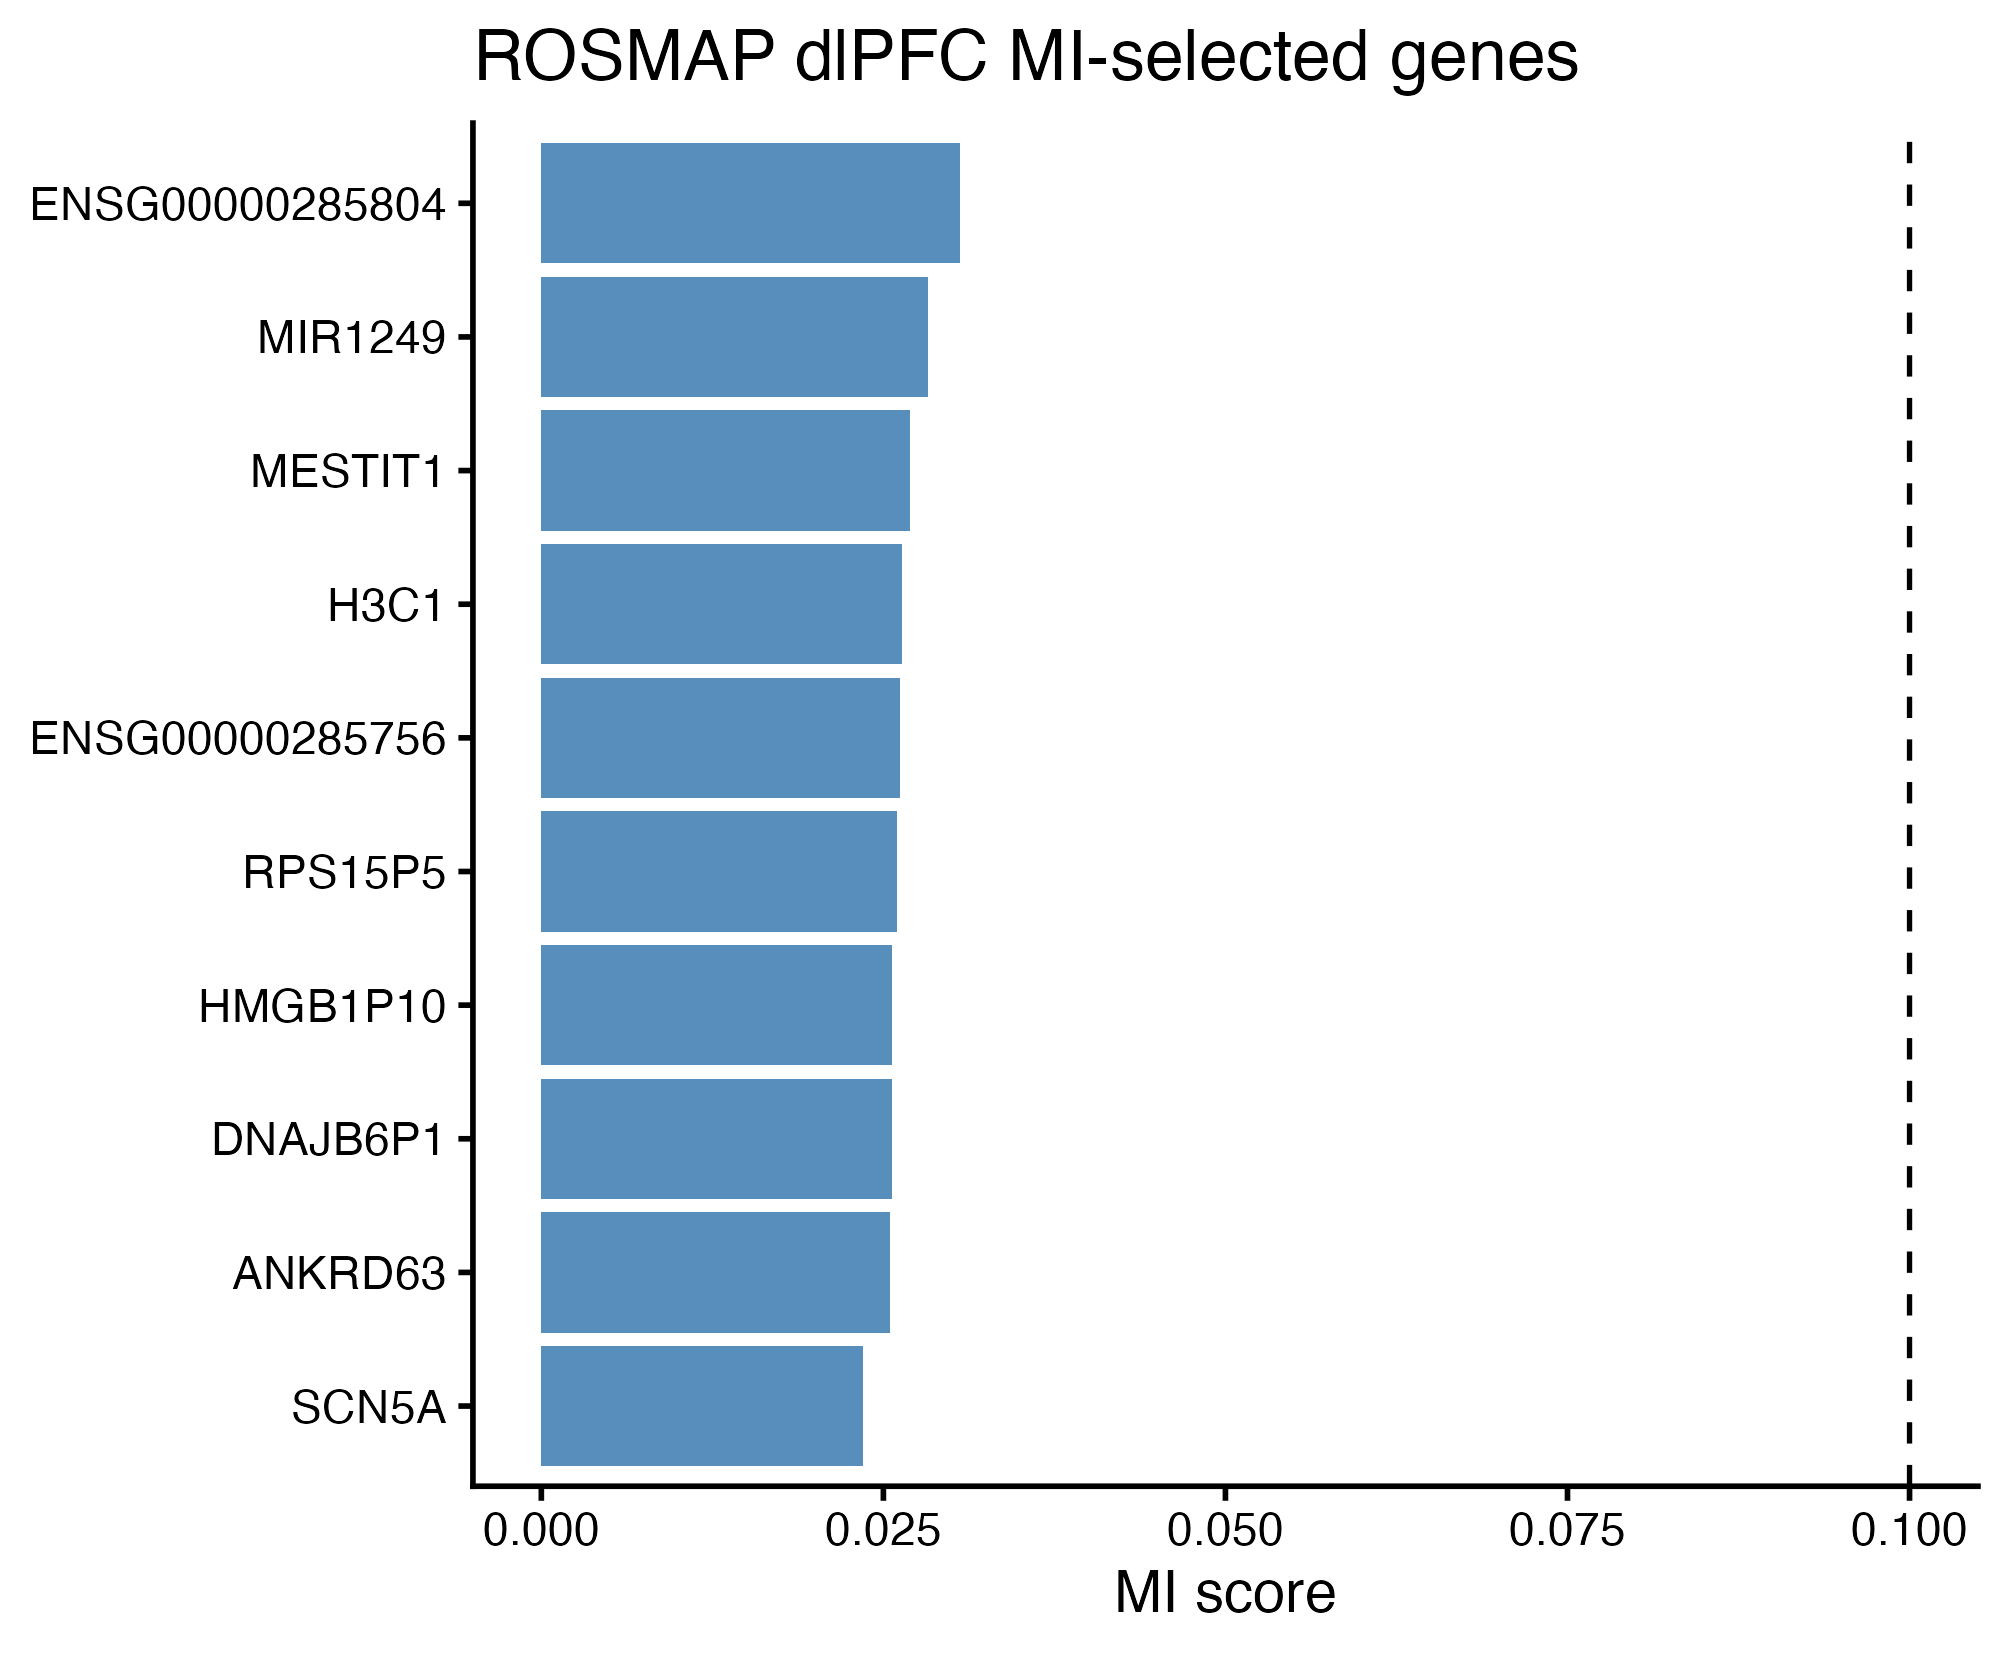 ROSMAP dlPFC MI-selected genes
ENSG00000285804
MIR1249
MESTIT1
H3C1
ENSG00000285756
RPS15P5
HMGB1P10
DNAJB6P1
ANKRD63
SCN5A
0.000 0.025 0.050 0.075 0.100
MI score